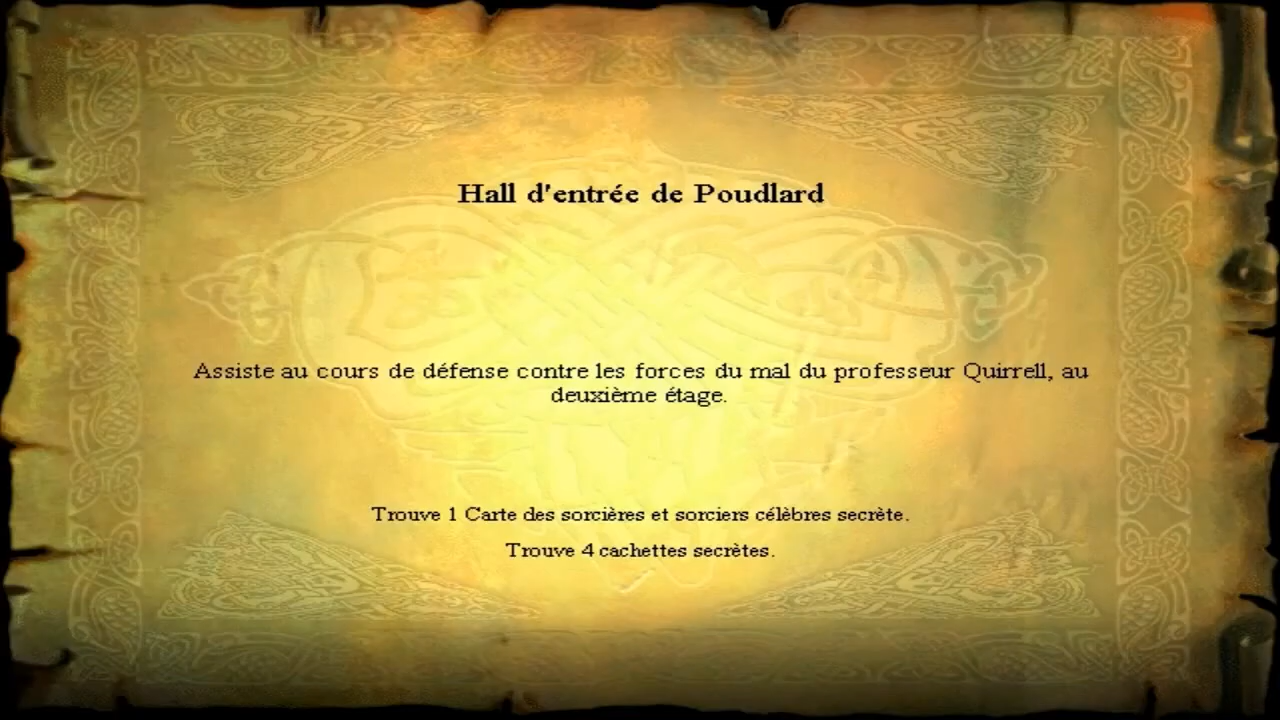 Hall d'entrée de Poudlard
Assiste au cours de défense contre les forces du mal du professeur Quirrell, au
deuxième étage.
Trouve 1 Carte des sorcières et sorciers célèbres secrète.
Trouve 4 cachettes secrètes.